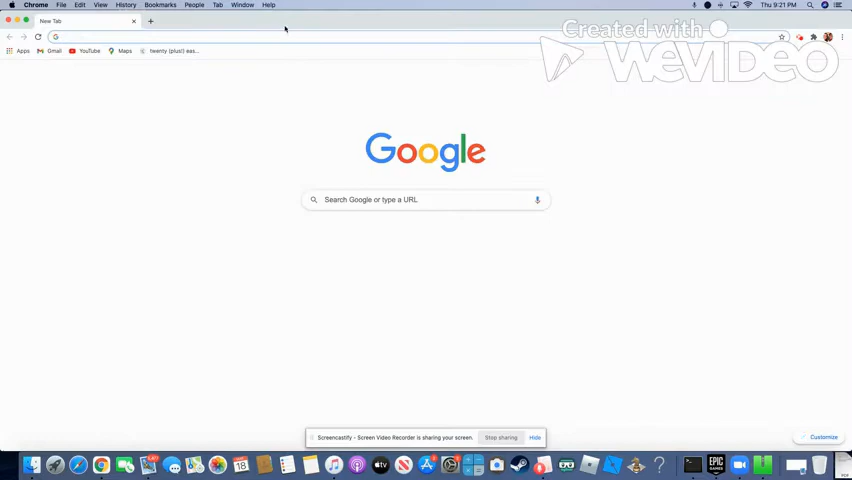 Chrome File Edit View History Bookmarks People Tab Window Help Thu 9:21 PM
New Tab
Apps Gmail YouTube Maps twenty (plus!) eas...
Created with
WeVideo
Google
Search Google or type a URL
Screencastify - Screen Video Recorder is sharing your screen. Stop sharing Hide
Customize
18
EPIC
GAMES